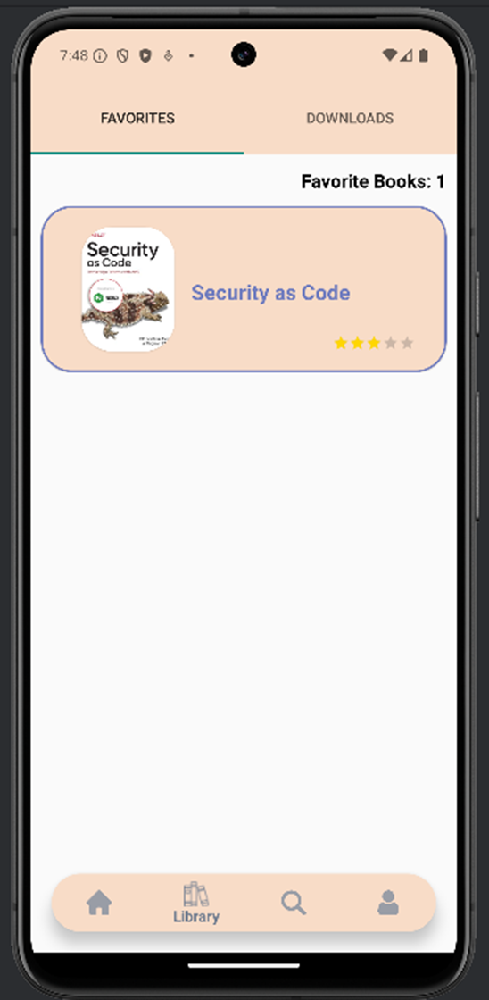 7:48
FAVORITES
DOWNLOADS
Favorite Books: 1
Security
as Code
Security as Code
Library